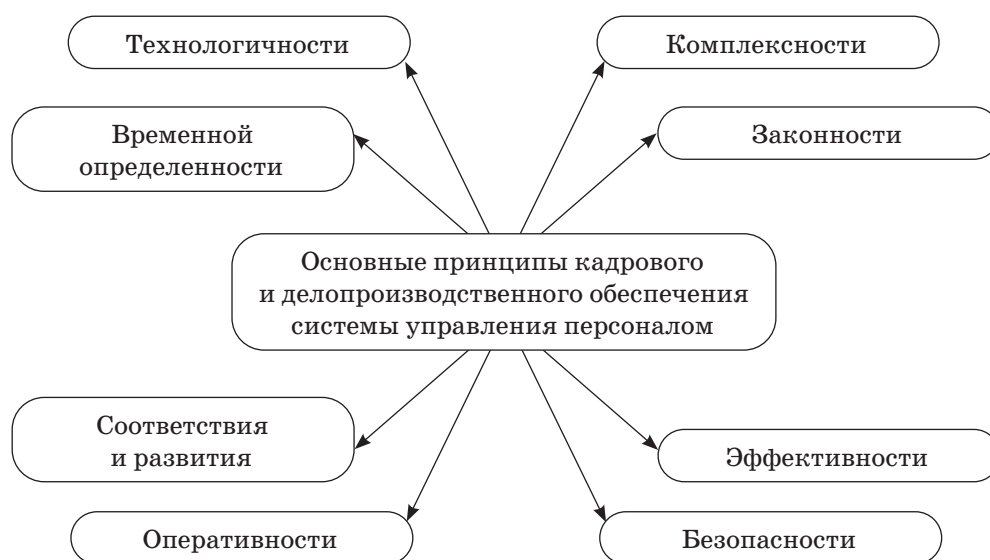 Технологичности
Комплексности
Временной
определенности
Законности
Основные принципы кадрового
и делопроизводственного обеспечения
системы управления персоналом
Соответствия
и развития
Эффективности
Оперативности
Безопасности